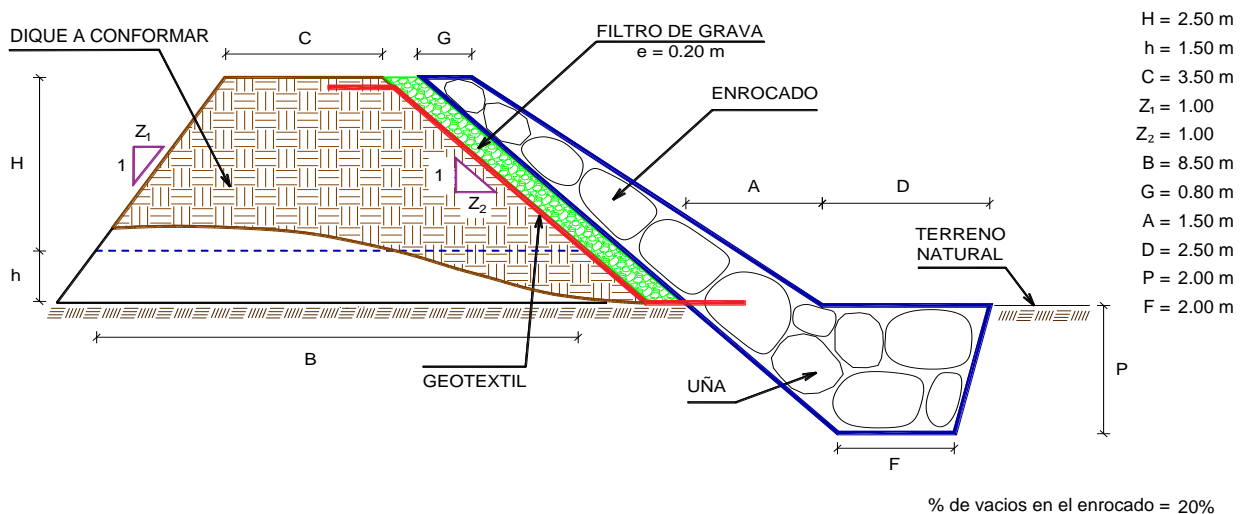 DIQUE A CONFORMAR
C
G
FILTRO DE GRAVA
e = 0.20 m
ENROCADO
H
h
Z₁
1
1
Z₂
A
D
TERRENO
NATURAL
B
GEOTEXTIL
UÑA
P
F
H = 2.50 m
h = 1.50 m
C = 3.50 m
Z₁ = 1.00
Z₂ = 1.00
B = 8.50 m
G = 0.80 m
A = 1.50 m
D = 2.50 m
P = 2.00 m
F = 2.00 m
% de vacios en el enrocado = 20%